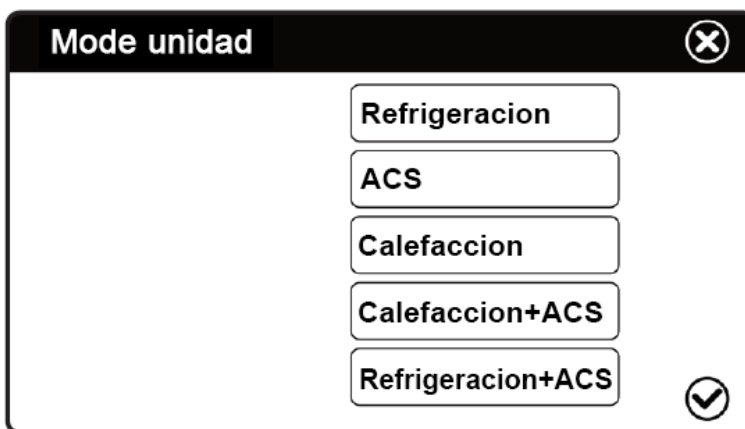 Mode unidad
Refrigeracion
ACS
Calefaccion
Calefaccion+ACS
Refrigeracion+ACS